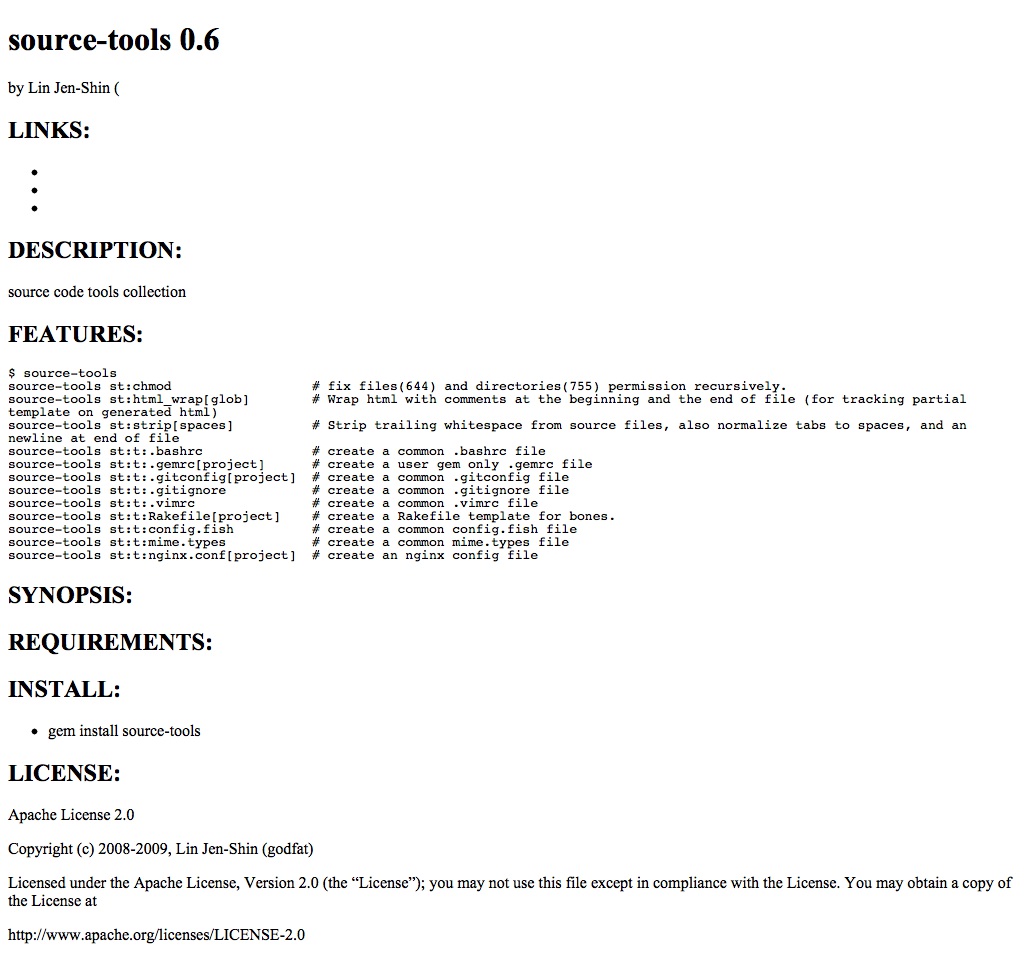 source-tools 0.6
by Lin Jen-Shin (
LINKS:
•
•
•
DESCRIPTION:
source code tools collection
FEATURES:
$ source-tools
source-tools st:chmod                  # fix files(644) and directories(755) permission recursively.
source-tools st:html_wrap[glob]        # Wrap html with comments at the beginning and the end of file (for tracking partial
template on generated html)
source-tools st:strip[spaces]          # Strip trailing whitespace from source files, also normalize tabs to spaces, and an
newline at end of file
source-tools st:t:.bashrc              # create a common .bashrc file
source-tools st:t:.gemrc[project]      # create a user gem only .gemrc file
source-tools st:t:.gitconfig[project]  # create a common .gitconfig file
source-tools st:t:.gitignore           # create a common .gitignore file
source-tools st:t:.vimrc               # create a common .vimrc file
source-tools st:t:Rakefile[project]    # create a Rakefile template for bones.
source-tools st:t:config.fish          # create a common config.fish file
source-tools st:t:mime.types           # create a common mime.types file
source-tools st:t:nginx.conf[project]  # create an nginx config file
SYNOPSIS:
REQUIREMENTS:
INSTALL:
• gem install source-tools
LICENSE:
Apache License 2.0
Copyright (c) 2008-2009, Lin Jen-Shin (godfat)
Licensed under the Apache License, Version 2.0 (the “License”); you may not use this file except in compliance with the License. You may obtain a copy of
the License at
http://www.apache.org/licenses/LICENSE-2.0